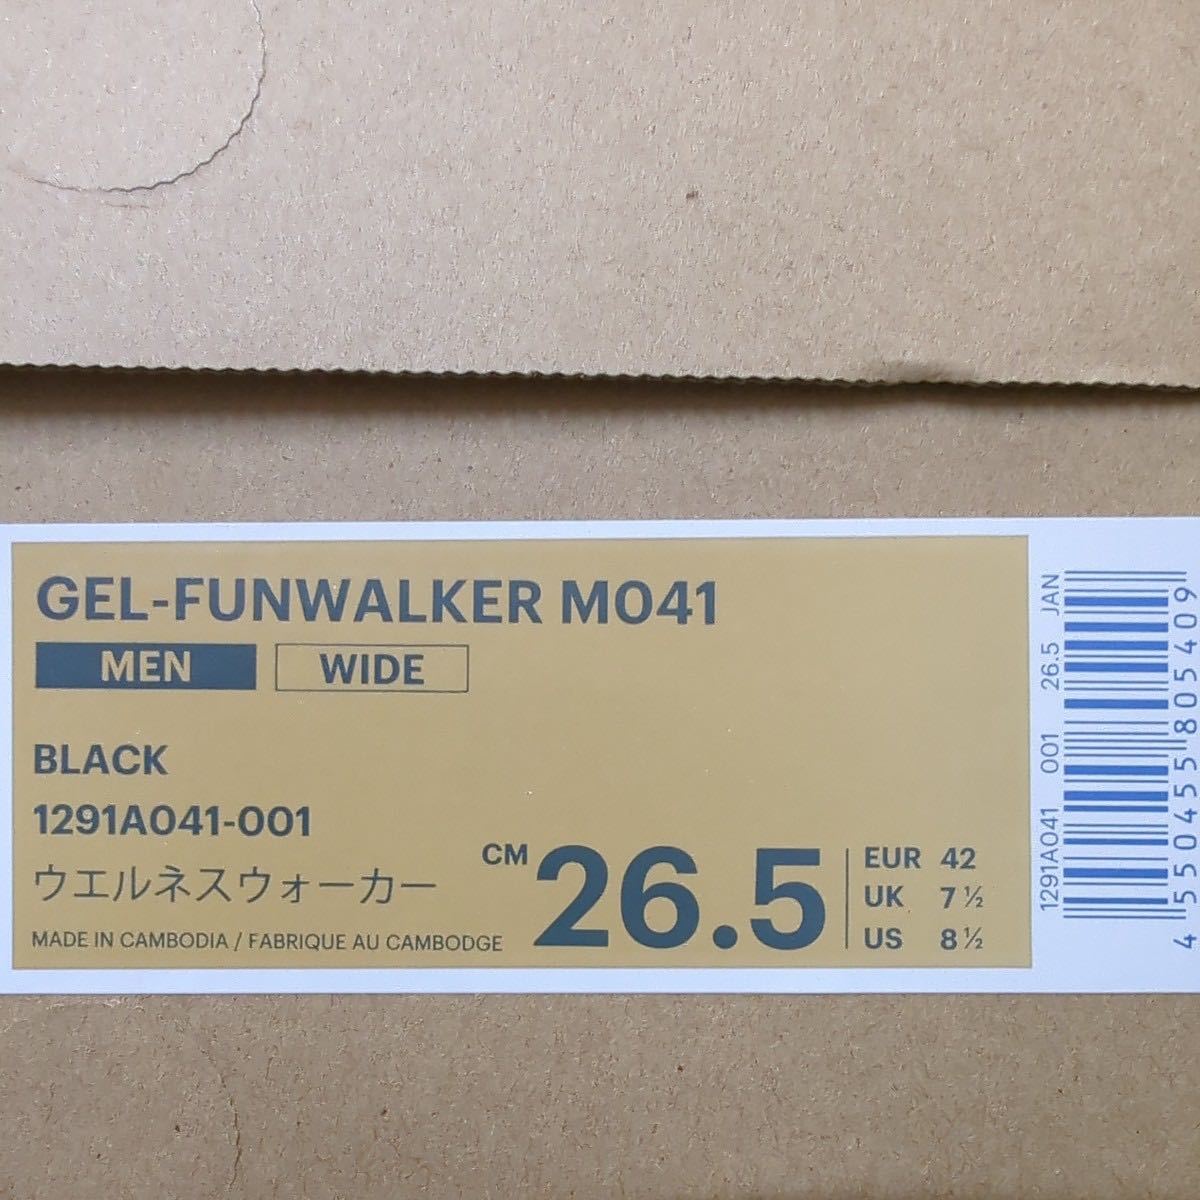 GEL-FUNWALKER M041
MEN WIDE
BLACK
1291A041-001
ウエルネスウォーカー
MADE IN CAMBODIA / FABRIQUE AU CAMBODGE
CM 26.5
EUR 42
UK 7 ½
US 8 ½
1291A041 001 26.5 JAN
4 550455 805409